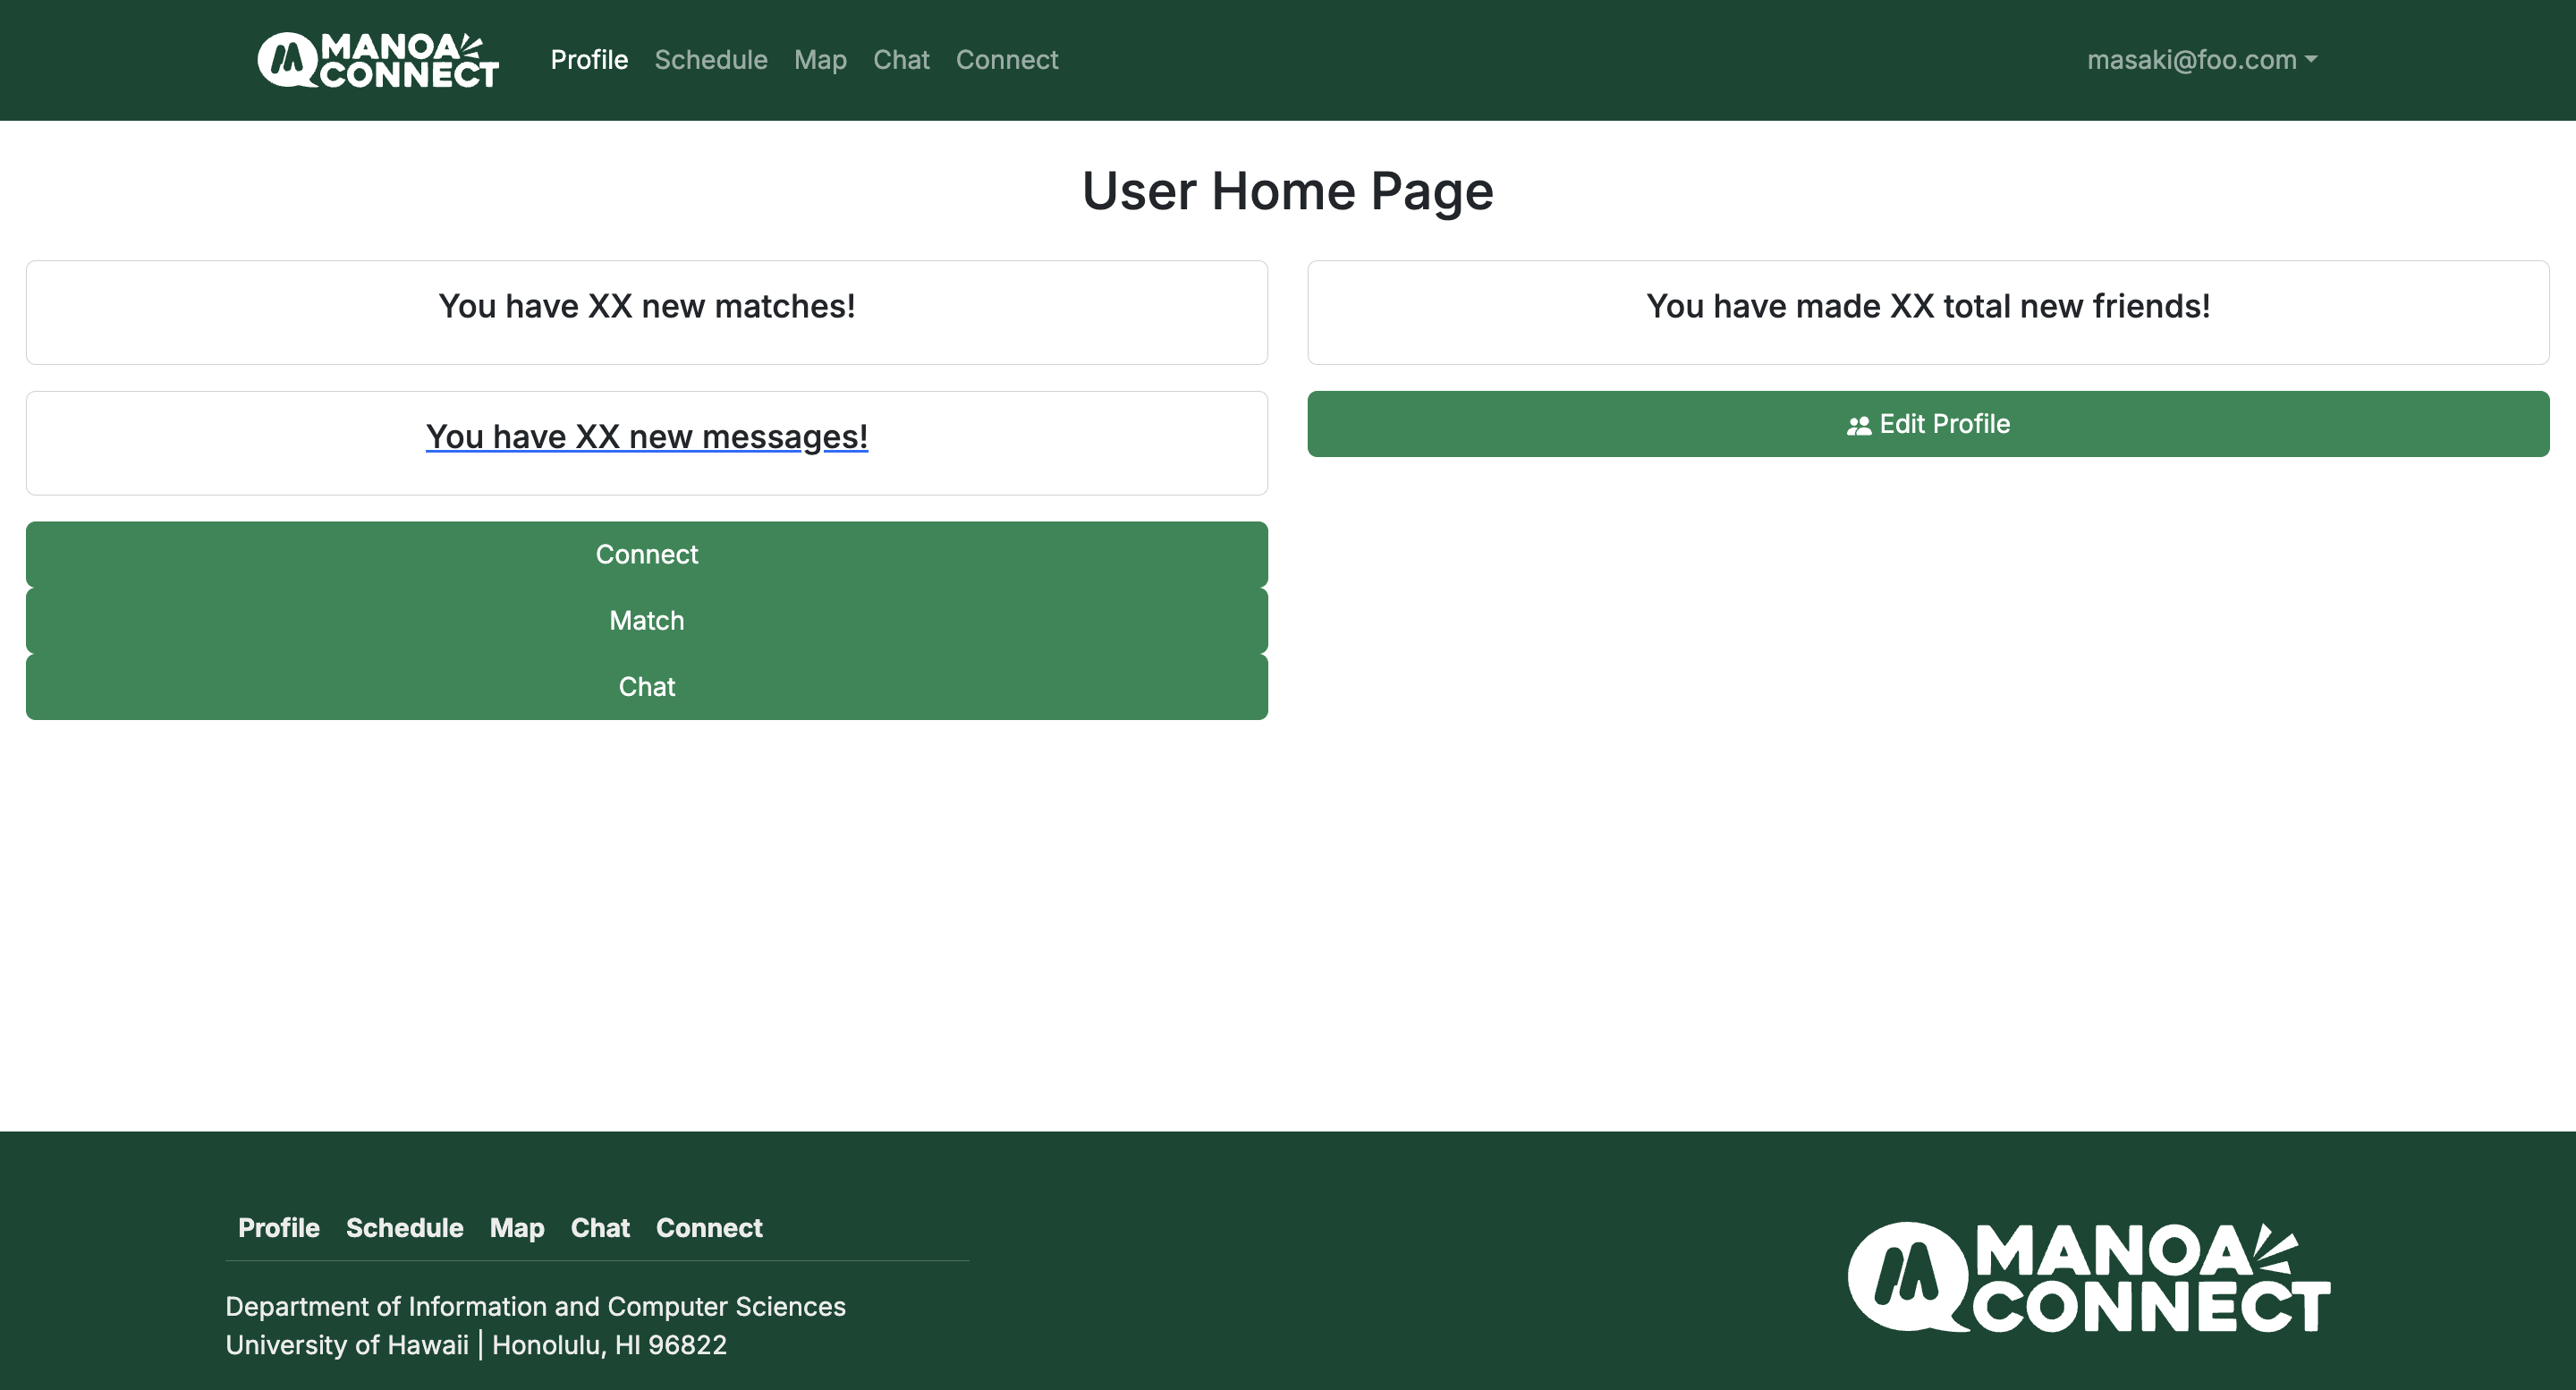 MANOA
CONNECT
Profile Schedule Map Chat Connect
masaki@foo.com
User Home Page
You have XX new matches!
You have XX new messages!
Connect
Match
Chat
You have made XX total new friends!
Edit Profile
Profile Schedule Map Chat Connect
Department of Information and Computer Sciences
University of Hawaii | Honolulu, HI 96822
MANOA
CONNECT